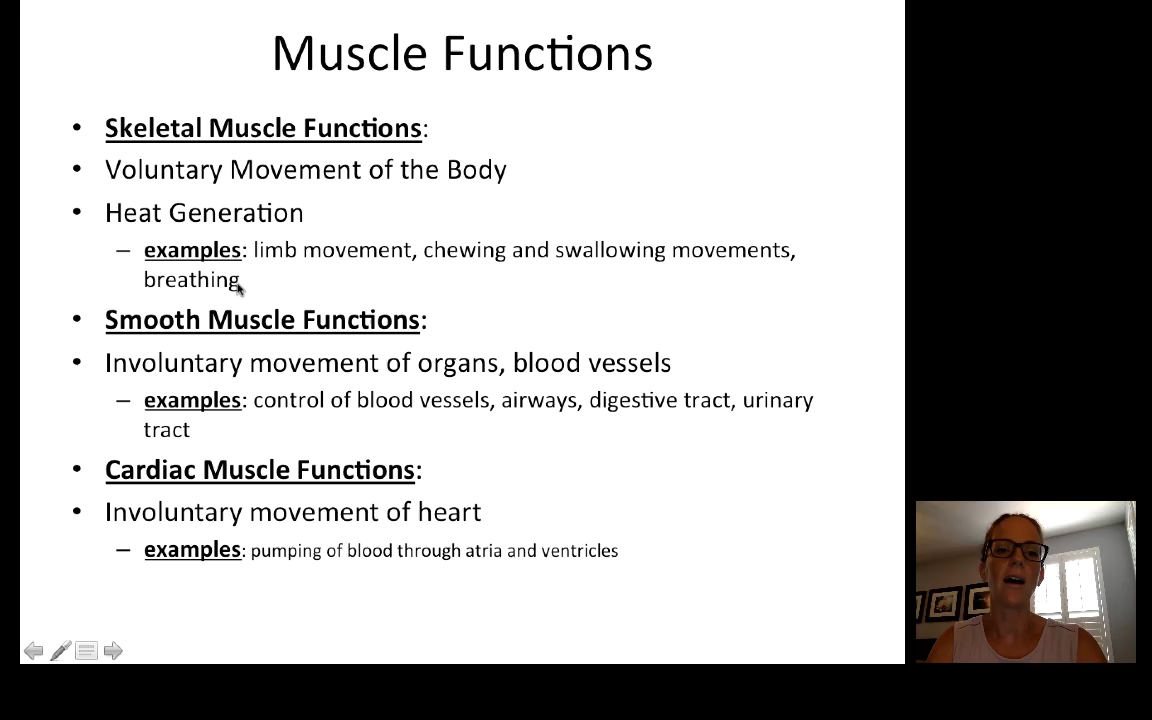 Muscle Functions
• Skeletal Muscle Functions:
• Voluntary Movement of the Body
• Heat Generation
– examples: limb movement, chewing and swallowing movements,
breathing
• Smooth Muscle Functions:
• Involuntary movement of organs, blood vessels
– examples: control of blood vessels, airways, digestive tract, urinary
tract
• Cardiac Muscle Functions:
• Involuntary movement of heart
– examples: pumping of blood through atria and ventricles